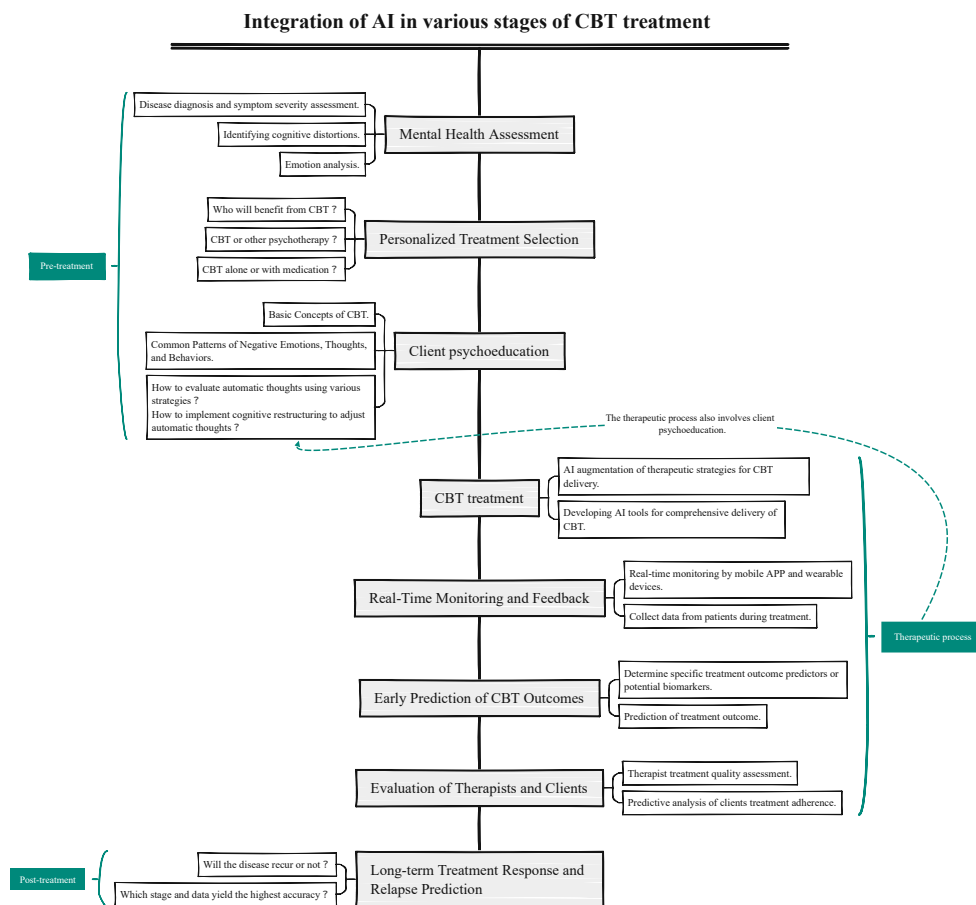 Integration of AI in various stages of CBT treatment
Disease diagnosis and symptom severity assessment.
Identifying cognitive distortions.
Emotion analysis.
Mental Health Assessment
Who will benefit from CBT ?
CBT or other psychotherapy ?
CBT alone or with medication ?
Personalized Treatment Selection
Pre-treatment
Basic Concepts of CBT.
Common Patterns of Negative Emotions, Thoughts,
and Behaviors.
How to evaluate automatic thoughts using various
strategies ?
How to implement cognitive restructuring to adjust
automatic thoughts ?
Client psychoeducation
The therapeutic process also involves client
psychoeducation.
CBT treatment
AI augmentation of therapeutic strategies for CBT
delivery.
Developing AI tools for comprehensive delivery of
CBT.
Real-Time Monitoring and Feedback
Real-time monitoring by mobile APP and wearable
devices.
Collect data from patients during treatment.
Therapeutic process
Early Prediction of CBT Outcomes
Determine specific treatment outcome predictors or
potential biomarkers.
Prediction of treatment outcome.
Evaluation of Therapists and Clients
Therapist treatment quality assessment.
Predictive analysis of clients treatment adherence.
Post-treatment
Will the disease recur or not ?
Which stage and data yield the highest accuracy ?
Long-term Treatment Response and
Relapse Prediction